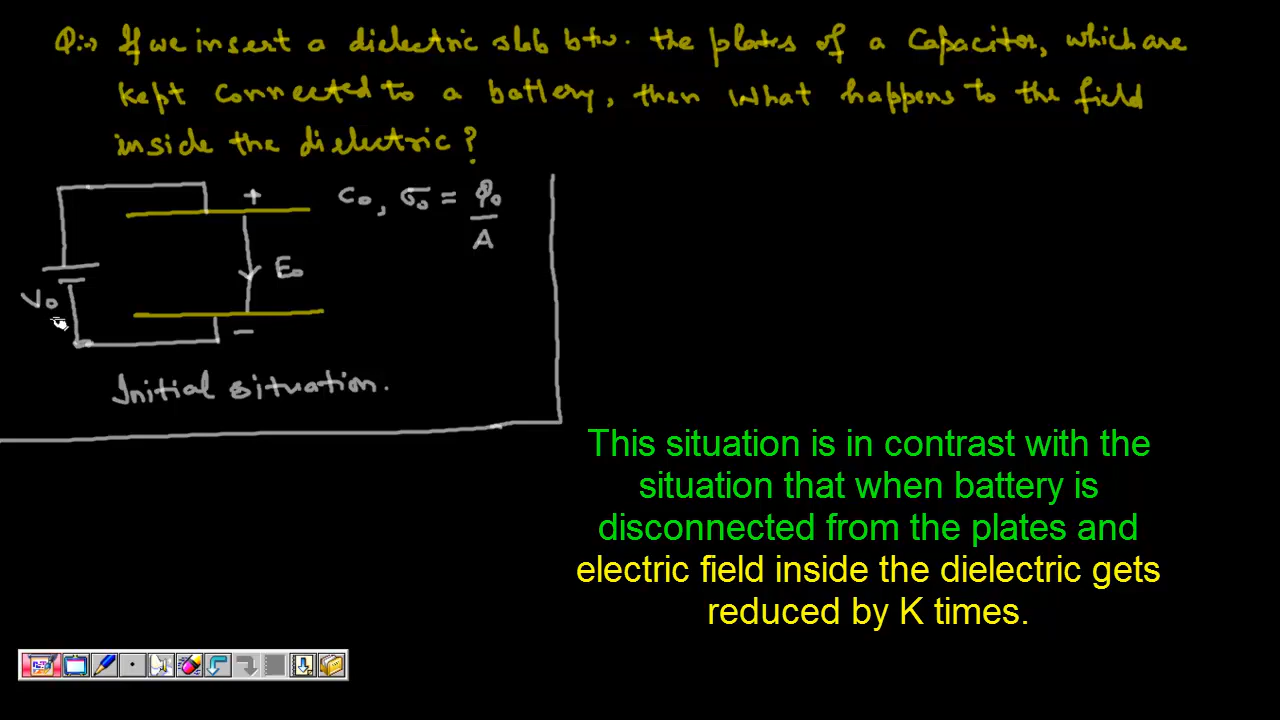 Q:-> If we insert a dielectric slab btw. the plates of a Capacitor, which are
kept connected to a battery, then what happens to the field
inside the dielectric?
+
C₀, σ₀ = φ₀
A
E₀
V₀
−
Initial situation.
This situation is in contrast with the
situation that when battery is
disconnected from the plates and
electric field inside the dielectric gets
reduced by K times.